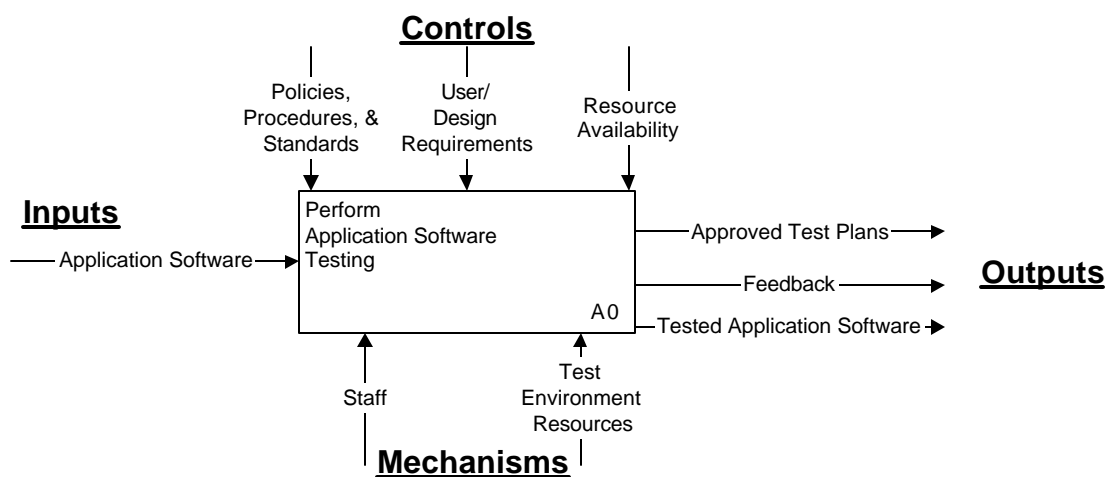 Controls
Policies,
Procedures, &
Standards
User/
Design
Requirements
Resource
Availability
Inputs
Application Software
Perform
Application Software
Testing
A0
Approved Test Plans
Feedback
Tested Application Software
Outputs
Staff
Test
Environment
Resources
Mechanisms